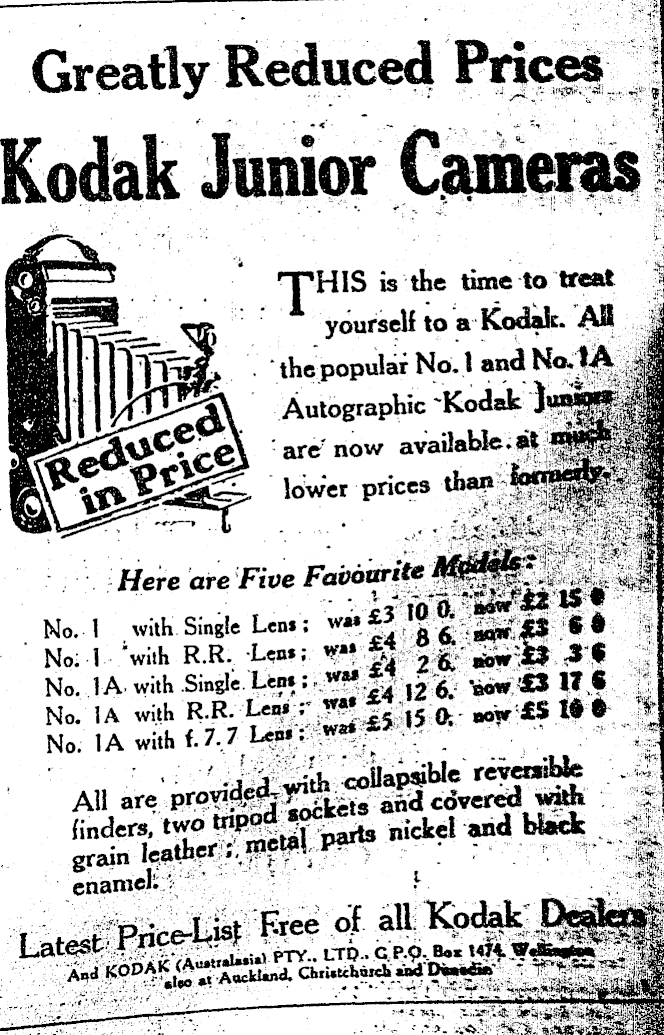 Greatly Reduced Prices
Kodak Junior Cameras
THIS is the time to treat
yourself to a Kodak. All
the popular No. 1 and No. 1A
Autographic Kodak Juniors
are now available at much
lower prices than formerly.
Reduced
in Price
Here are Five Favourite Models:
No. 1 with Single Lens; was £3 10 0. now £2 15 0
No. 1 with R.R. Lens; was £4 8 6. now £3 6 0
No. 1A with Single Lens; was £4 2 6. now £3 3 6
No. 1A with R.R. Lens; was £4 12 6. now £3 17 6
No. 1A with f.7.7 Lens; was £5 15 0. now £5 10 0
All are provided with collapsible reversible
finders, two tripod sockets and covered with
grain leather; metal parts nickel and black
enamel.
Latest Price-List Free of all Kodak Dealers
And KODAK (Australasia) PTY., LTD., G.P.O. Box 1474, Wellington
also at Auckland, Christchurch and Dunedin